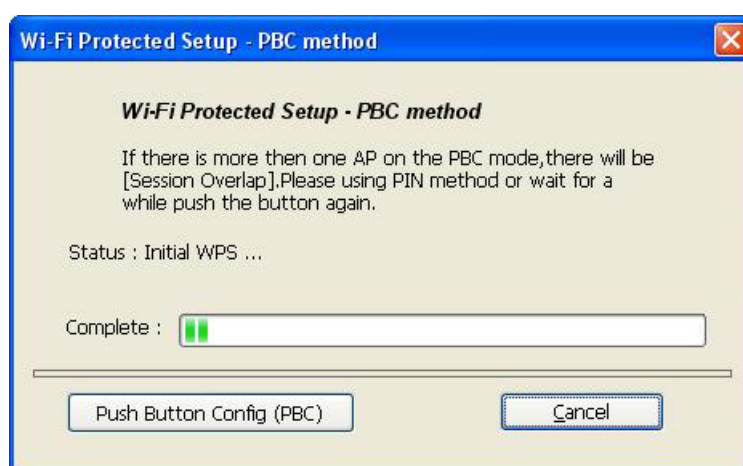 Wi-Fi Protected Setup - PBC method
Wi-Fi Protected Setup - PBC method
If there is more then one AP on the PBC mode,there will be
[Session Overlap].Please using PIN method or wait for a
while push the button again.
Status : Initial WPS ...
Complete :
Push Button Config (PBC)
Cancel